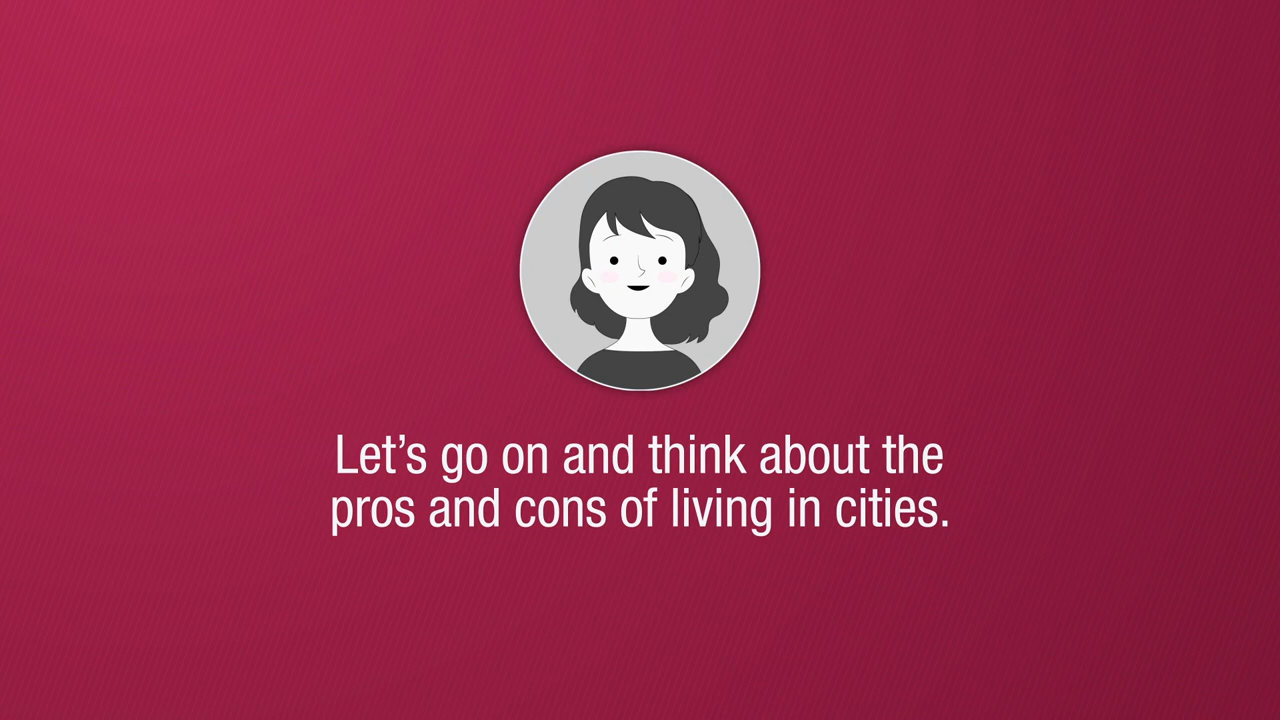 Let’s go on and think about the
pros and cons of living in cities.